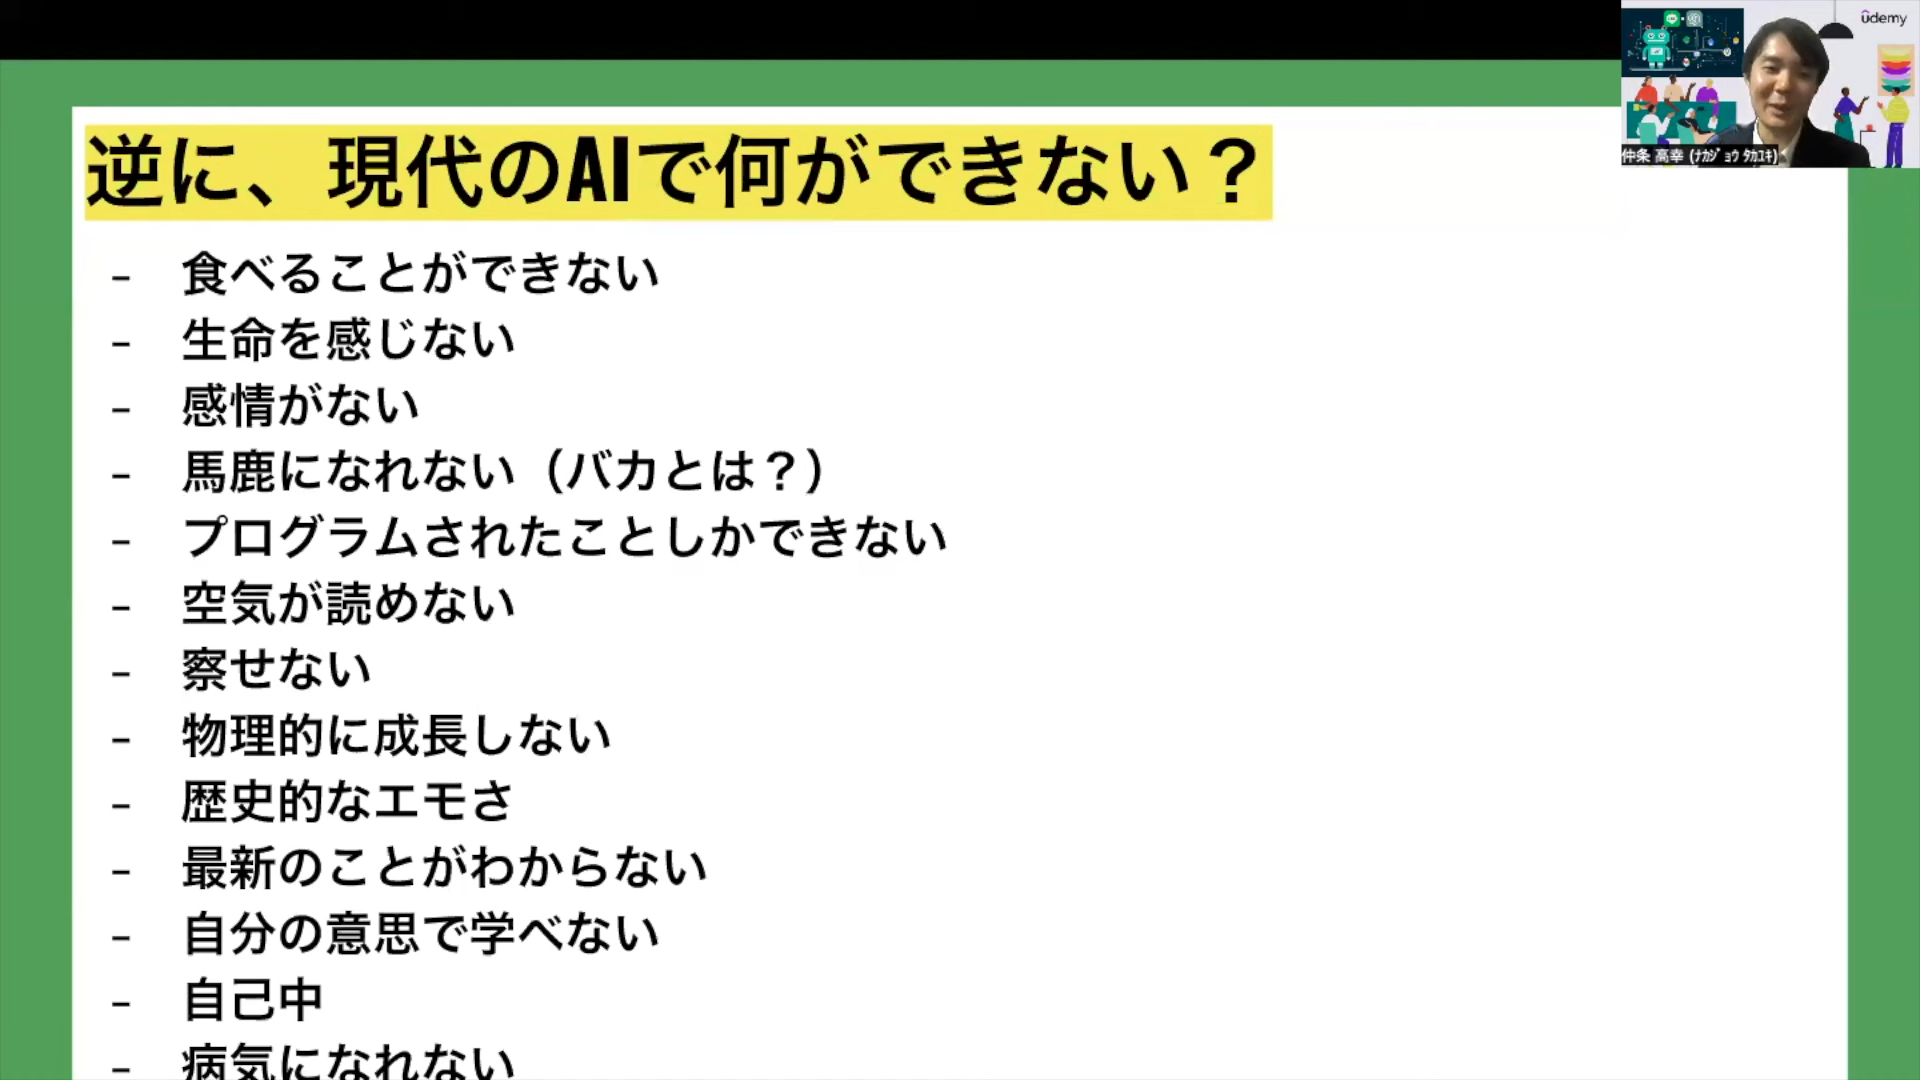 逆に、現代のAIで何ができない？
- 食べることができない
- 生命を感じない
- 感情がない
- 馬鹿になれない（バカとは？）
- プログラムされたことしかできない
- 空気が読めない
- 察せない
- 物理的に成長しない
- 歴史的なエモさ
- 最新のことがわからない
- 自分の意思で学べない
- 自己中
- 病気になれない
ûdemy
仲条 高幸 (ﾅｶｼﾞｮｳ ﾀｶﾕｷ)